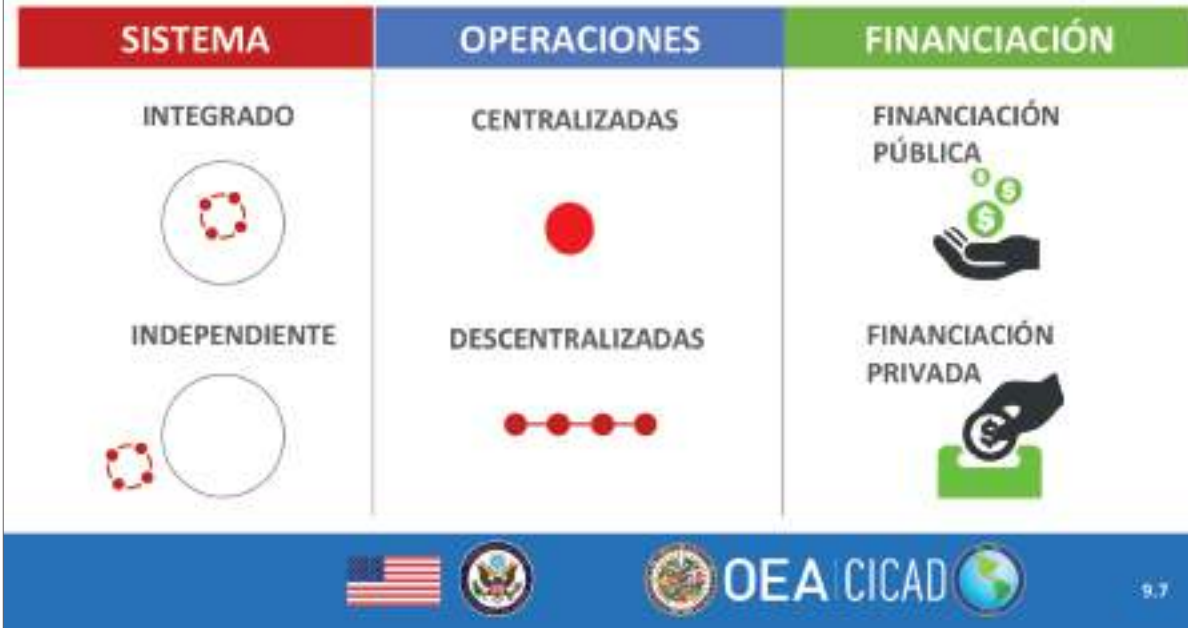 SISTEMA
OPERACIONES
FINANCIACIÓN
INTEGRADO
INDEPENDIENTE
CENTRALIZADAS
DESCENTRALIZADAS
FINANCIACIÓN
PÚBLICA
$
$
$
FINANCIACIÓN
PRIVADA
$
OEA CICAD
9.7